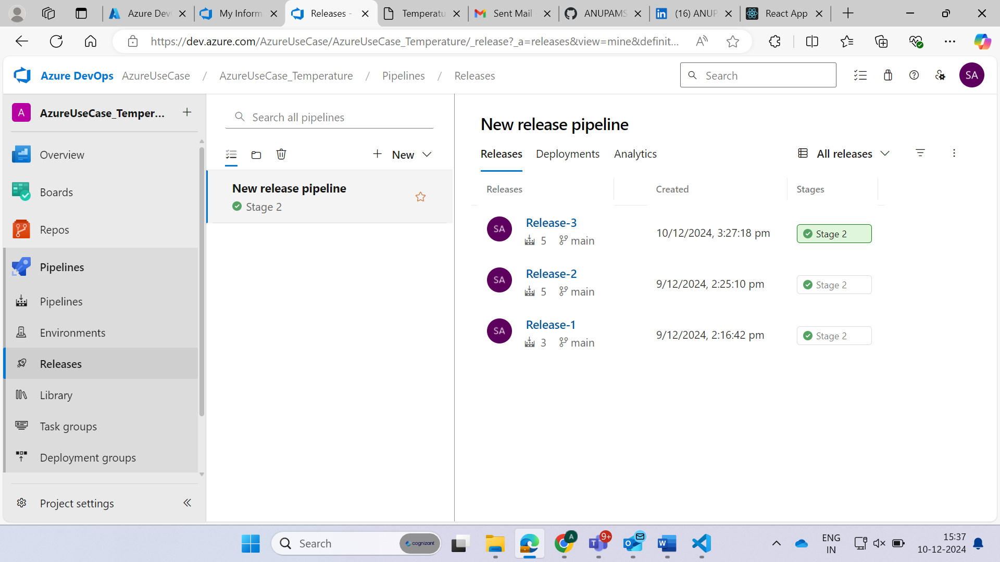 Azure Dev
My Inform
Releases -
Temperatu
Sent Mail -
ANUPAMS
(16) ANUP
React App
https://dev.azure.com/AzureUseCase/AzureUseCase_Temperature/_release?_a=releases&view=mine&definit...
Azure DevOps AzureUseCase / AzureUseCase_Temperature / Pipelines / Releases
Search
SA
A AzureUseCase_Temper...
Overview
Boards
Repos
Pipelines
Pipelines
Environments
Releases
Library
Task groups
Deployment groups
Project settings
Search all pipelines
New
New release pipeline
Stage 2
New release pipeline
Releases Deployments Analytics
All releases
Releases Created Stages
SA Release-3
5 main
10/12/2024, 3:27:18 pm
Stage 2
SA Release-2
5 main
9/12/2024, 2:25:10 pm
Stage 2
SA Release-1
3 main
9/12/2024, 2:16:42 pm
Stage 2
Search
cognizant
A
9+
ENG
IN
15:37
10-12-2024